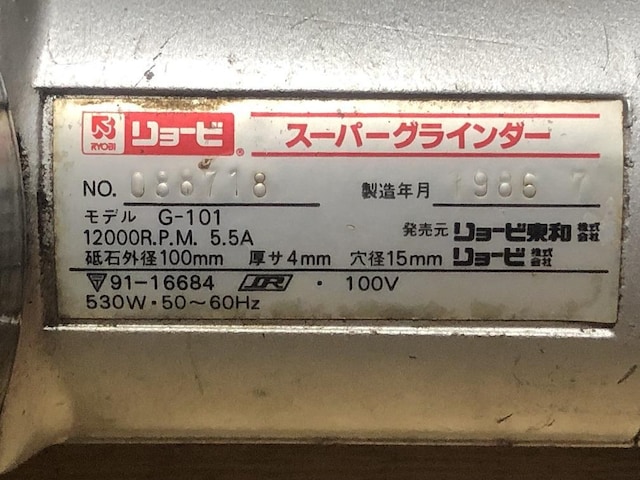 RYOBI リョービ® スーパーグラインダー
NO. 086718 製造年月 1986 7
モデル G-101
12000R.P.M. 5.5A 発売元 リョービ東和株式会社
砥石外径100mm 厚サ4mm 穴径15mm リョービ株式会社
▽91-16684 JR · 100V
530W・50〜60Hz